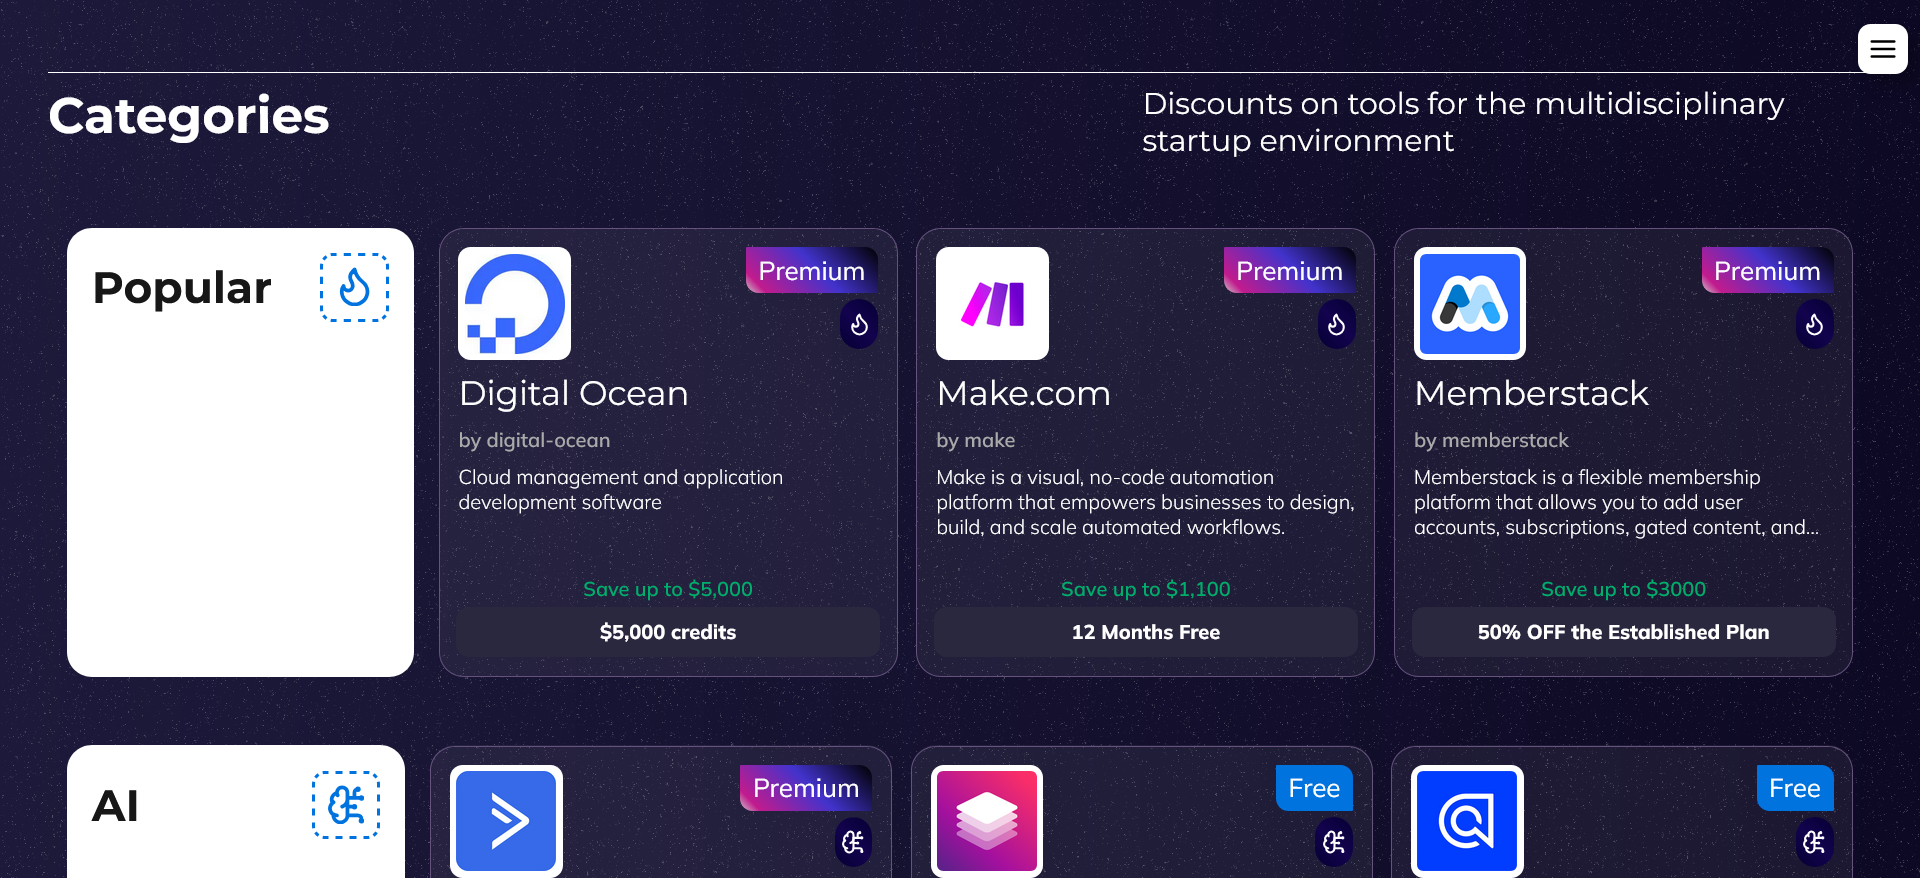 Categories
Discounts on tools for the multidisciplinary
startup environment
Popular
Premium
Digital Ocean
by digital-ocean
Cloud management and application
development software
Save up to $5,000
$5,000 credits
Premium
Make.com
by make
Make is a visual, no-code automation
platform that empowers businesses to design,
build, and scale automated workflows.
Save up to $1,100
12 Months Free
Premium
Memberstack
by memberstack
Memberstack is a flexible membership
platform that allows you to add user
accounts, subscriptions, gated content, and...
Save up to $3000
50% OFF the Established Plan
AI
Premium
Free
Free